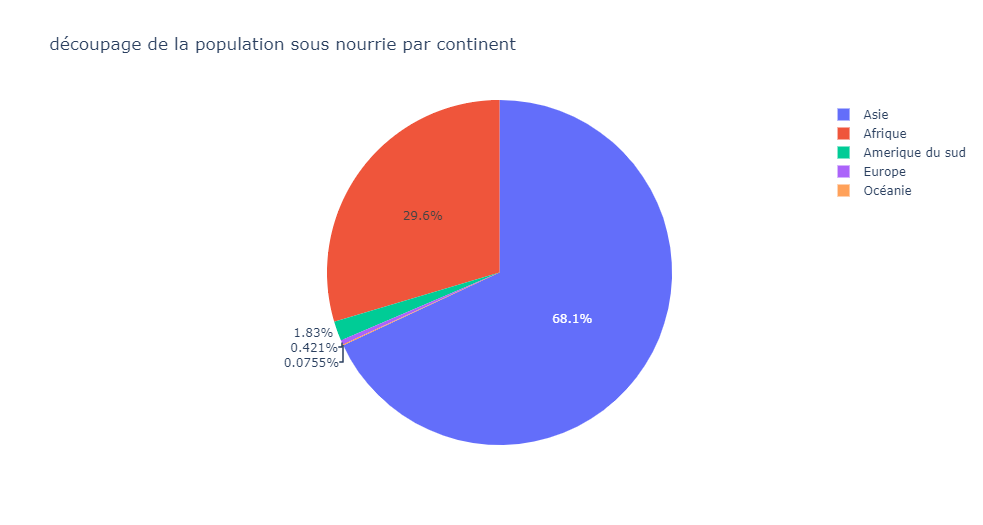 découpage de la population sous nourrie par continent
Asie
Afrique
Amerique du sud
Europe
Océanie
29.6%
68.1%
1.83%
0.421%
0.0755%